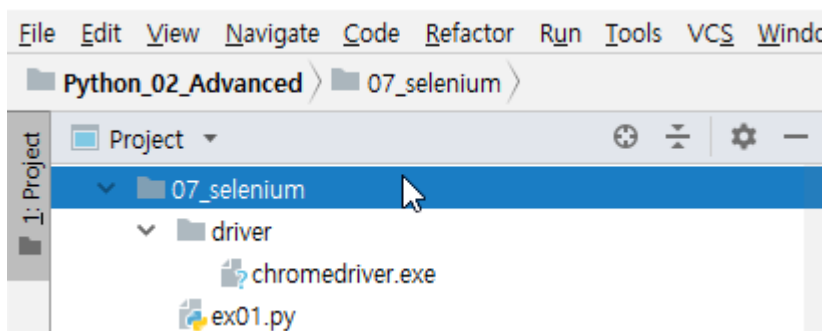 File Edit View Navigate Code Refactor Run Tools VCS Windo
Python_02_Advanced 07_selenium
1: Project
Project
07_selenium
driver
chromedriver.exe
ex01.py